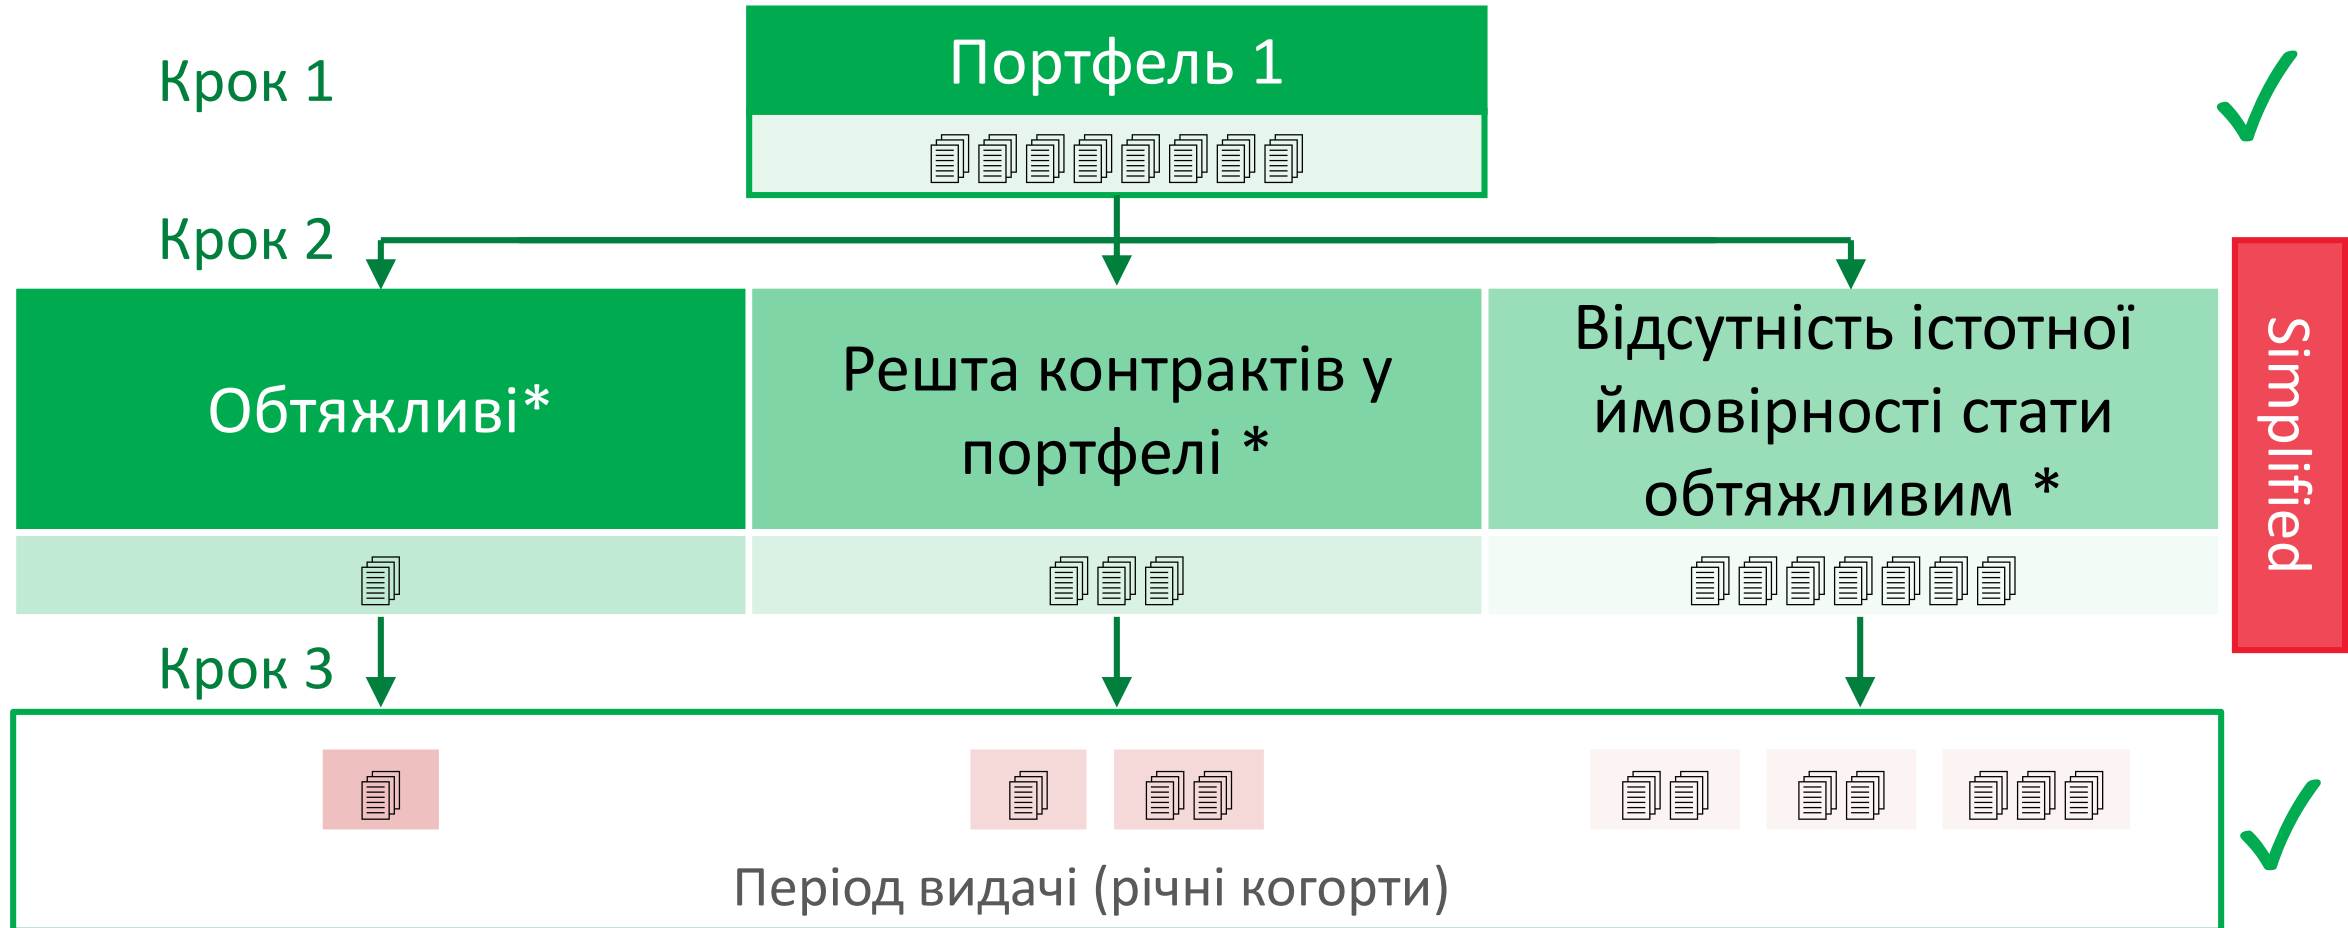 Крок 1
Портфель 1
Крок 2
Обтяжливі*
Решта контрактів у
портфелі *
Відсутність істотної
ймовірності стати
обтяжливим *
Simplified
Крок 3
Період видачі (річні когорти)